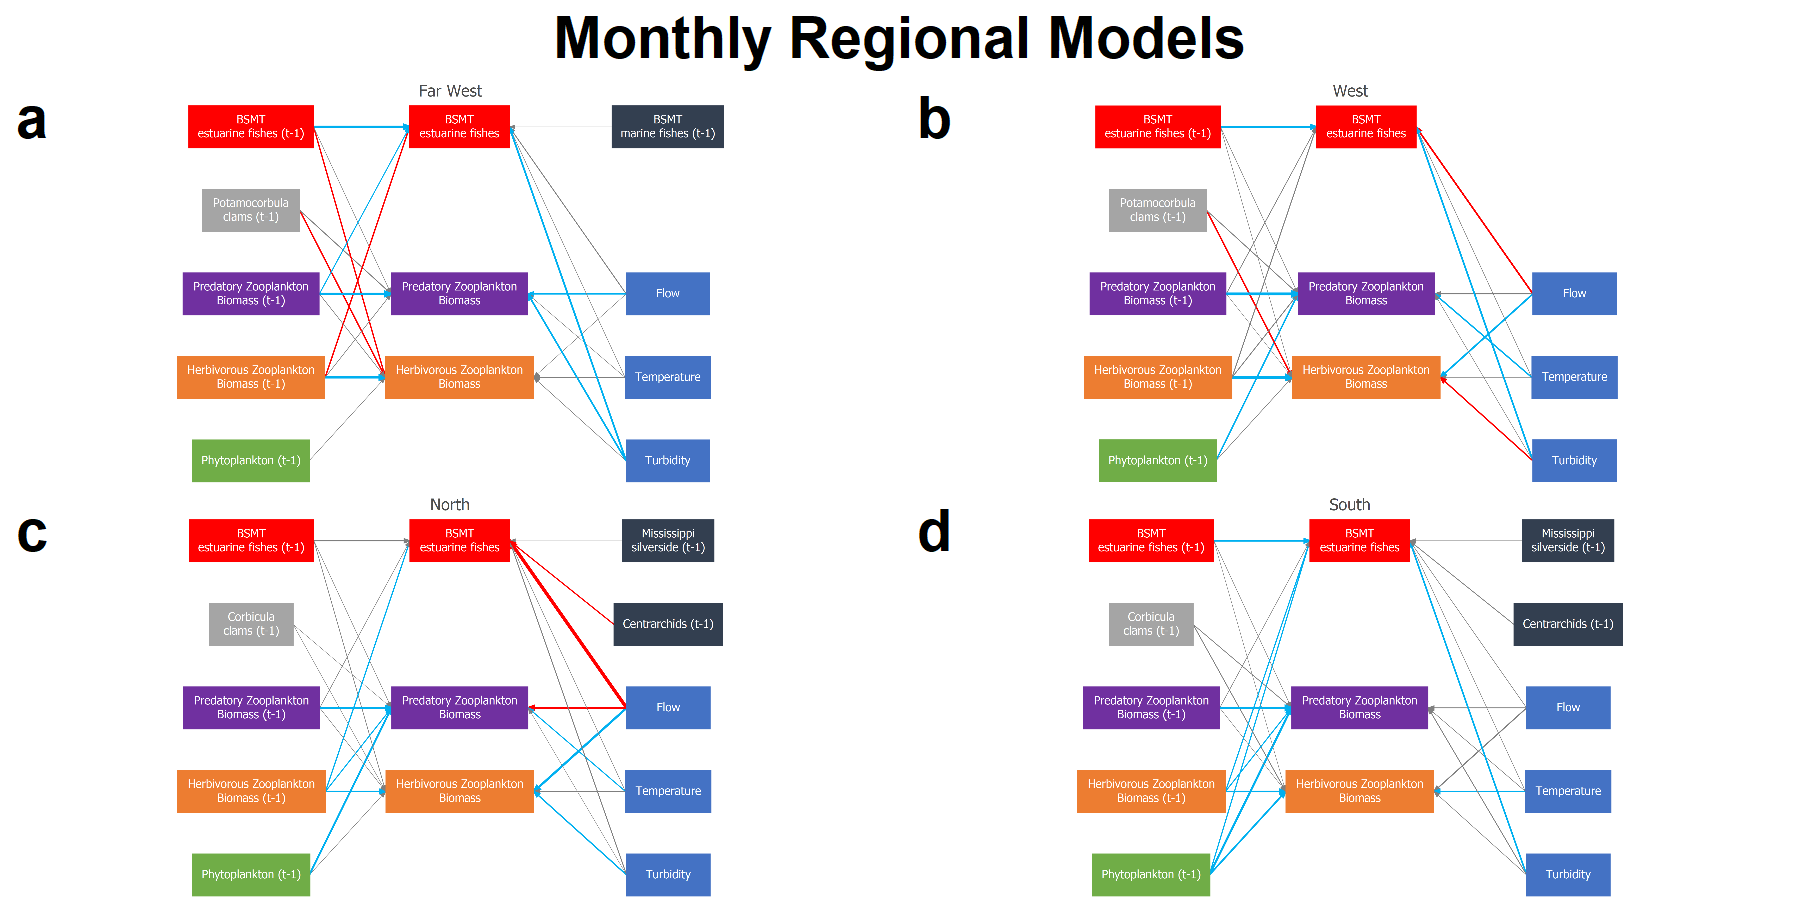 Monthly Regional Models
a
Far West
BSMT
estuarine fishes (t-1)
BSMT
estuarine fishes
BSMT
marine fishes (t-1)
Potamocorbula
clams (t 1)
Predatory Zooplankton
Biomass (t-1)
Predatory Zooplankton
Biomass
Flow
Herbivorous Zooplankton
Biomass (t-1)
Herbivorous Zooplankton
Biomass
Temperature
Phytoplankton (t-1)
Turbidity
b
West
BSMT
estuarine fishes (t-1)
BSMT
estuarine fishes
Potamocorbula
clams (t-1)
Predatory Zooplankton
Biomass (t-1)
Predatory Zooplankton
Biomass
Flow
Herbivorous Zooplankton
Biomass (t-1)
Herbivorous Zooplankton
Biomass
Temperature
Phytoplankton (t-1)
Turbidity
c
North
BSMT
estuarine fishes (t-1)
BSMT
estuarine fishes
Mississippi
silverside (t-1)
Corbicula
clams (t 1)
Centrarchids (t-1)
Predatory Zooplankton
Biomass (t-1)
Predatory Zooplankton
Biomass
Flow
Herbivorous Zooplankton
Biomass (t-1)
Herbivorous Zooplankton
Biomass
Temperature
Phytoplankton (t-1)
Turbidity
d
South
BSMT
estuarine fishes (t-1)
BSMT
estuarine fishes
Mississippi
silverside (t-1)
Corbicula
clams (t 1)
Centrarchids (t-1)
Predatory Zooplankton
Biomass (t-1)
Predatory Zooplankton
Biomass
Flow
Herbivorous Zooplankton
Biomass (t-1)
Herbivorous Zooplankton
Biomass
Temperature
Phytoplankton (t-1)
Turbidity